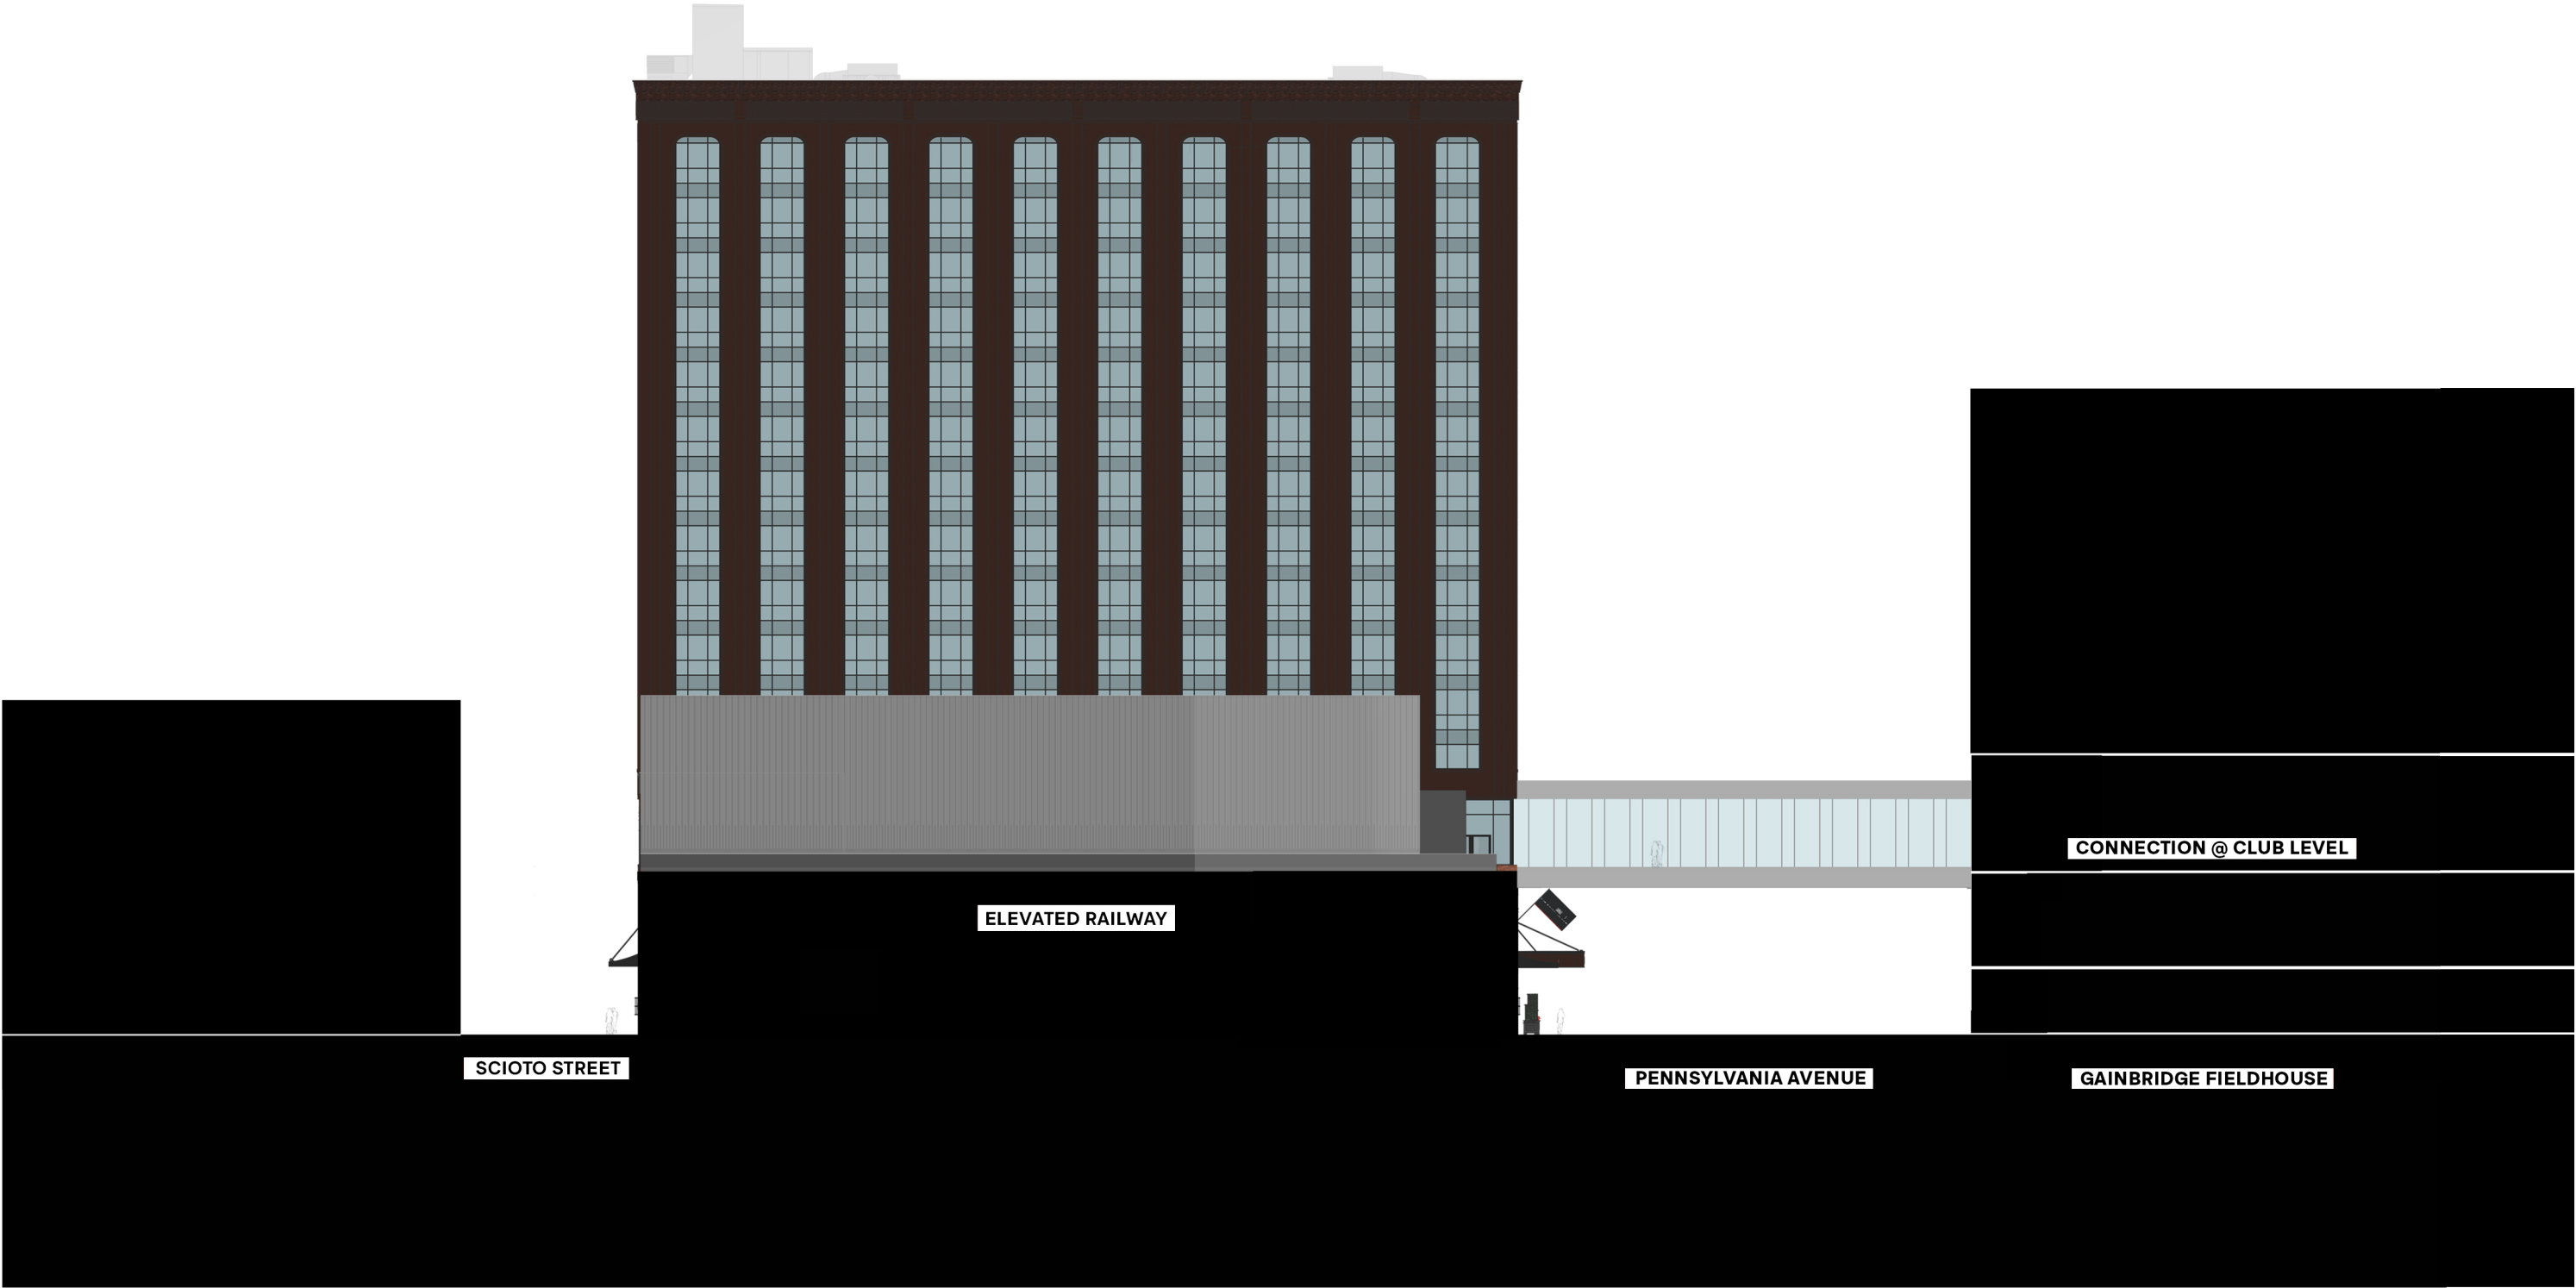 CONNECTION @ CLUB LEVEL
ELEVATED RAILWAY
SCIOTO STREET
PENNSYLVANIA AVENUE
GAINBRIDGE FIELDHOUSE